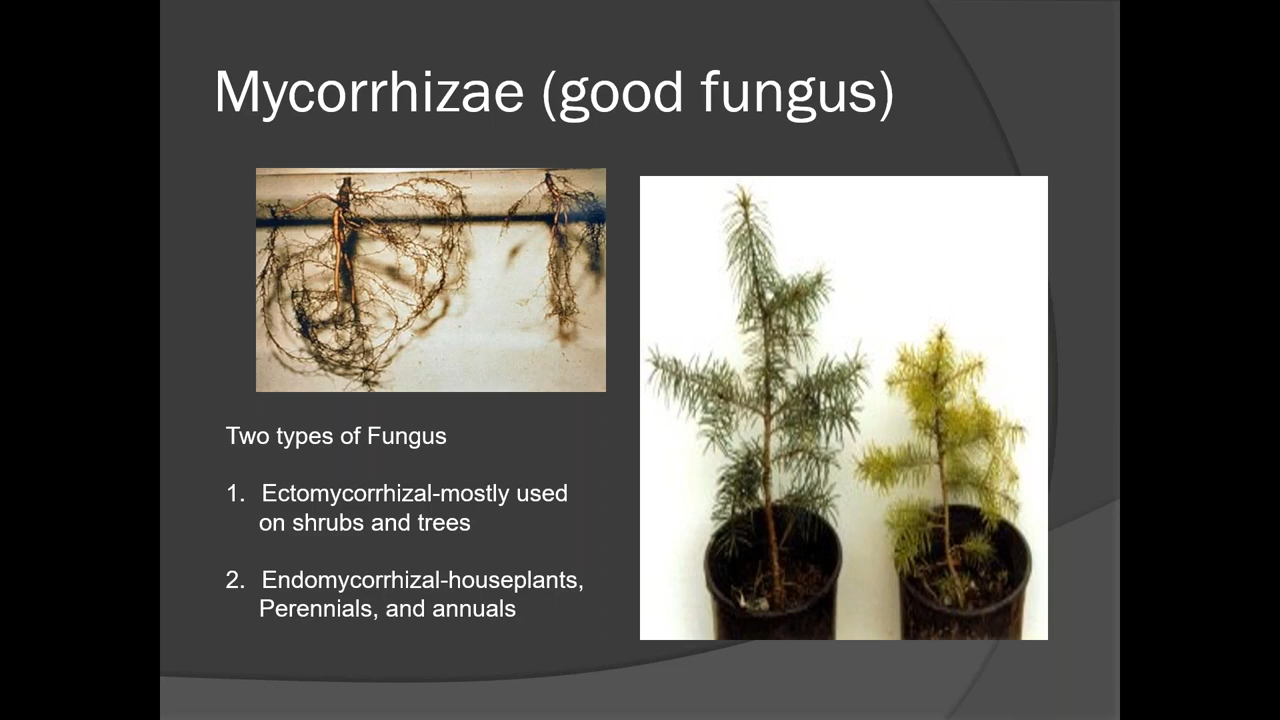 Mycorrhizae (good fungus)
Two types of Fungus
1. Ectomycorrhizal-mostly used
on shrubs and trees
2. Endomycorrhizal-houseplants,
Perennials, and annuals